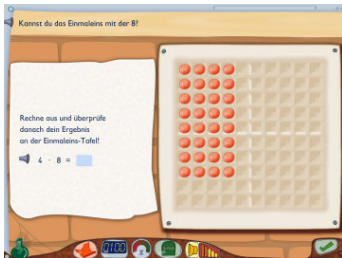 Kannst du das Einmaleins mit der 8!
Rechne aus und überprüfe
danach dein Ergebnis
an der Einmaleins-Tafel!
4 · 8 =